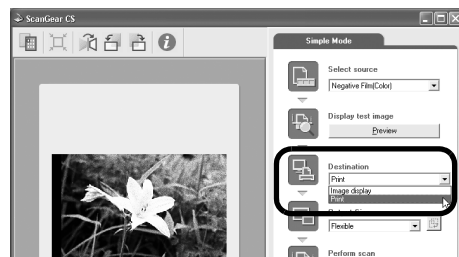 ScanGear CS
Simple Mode
Select source
Negative Film(Color)
Display test image
Preview
Destination
Print
Image display
Print
Flexible
Perform scan